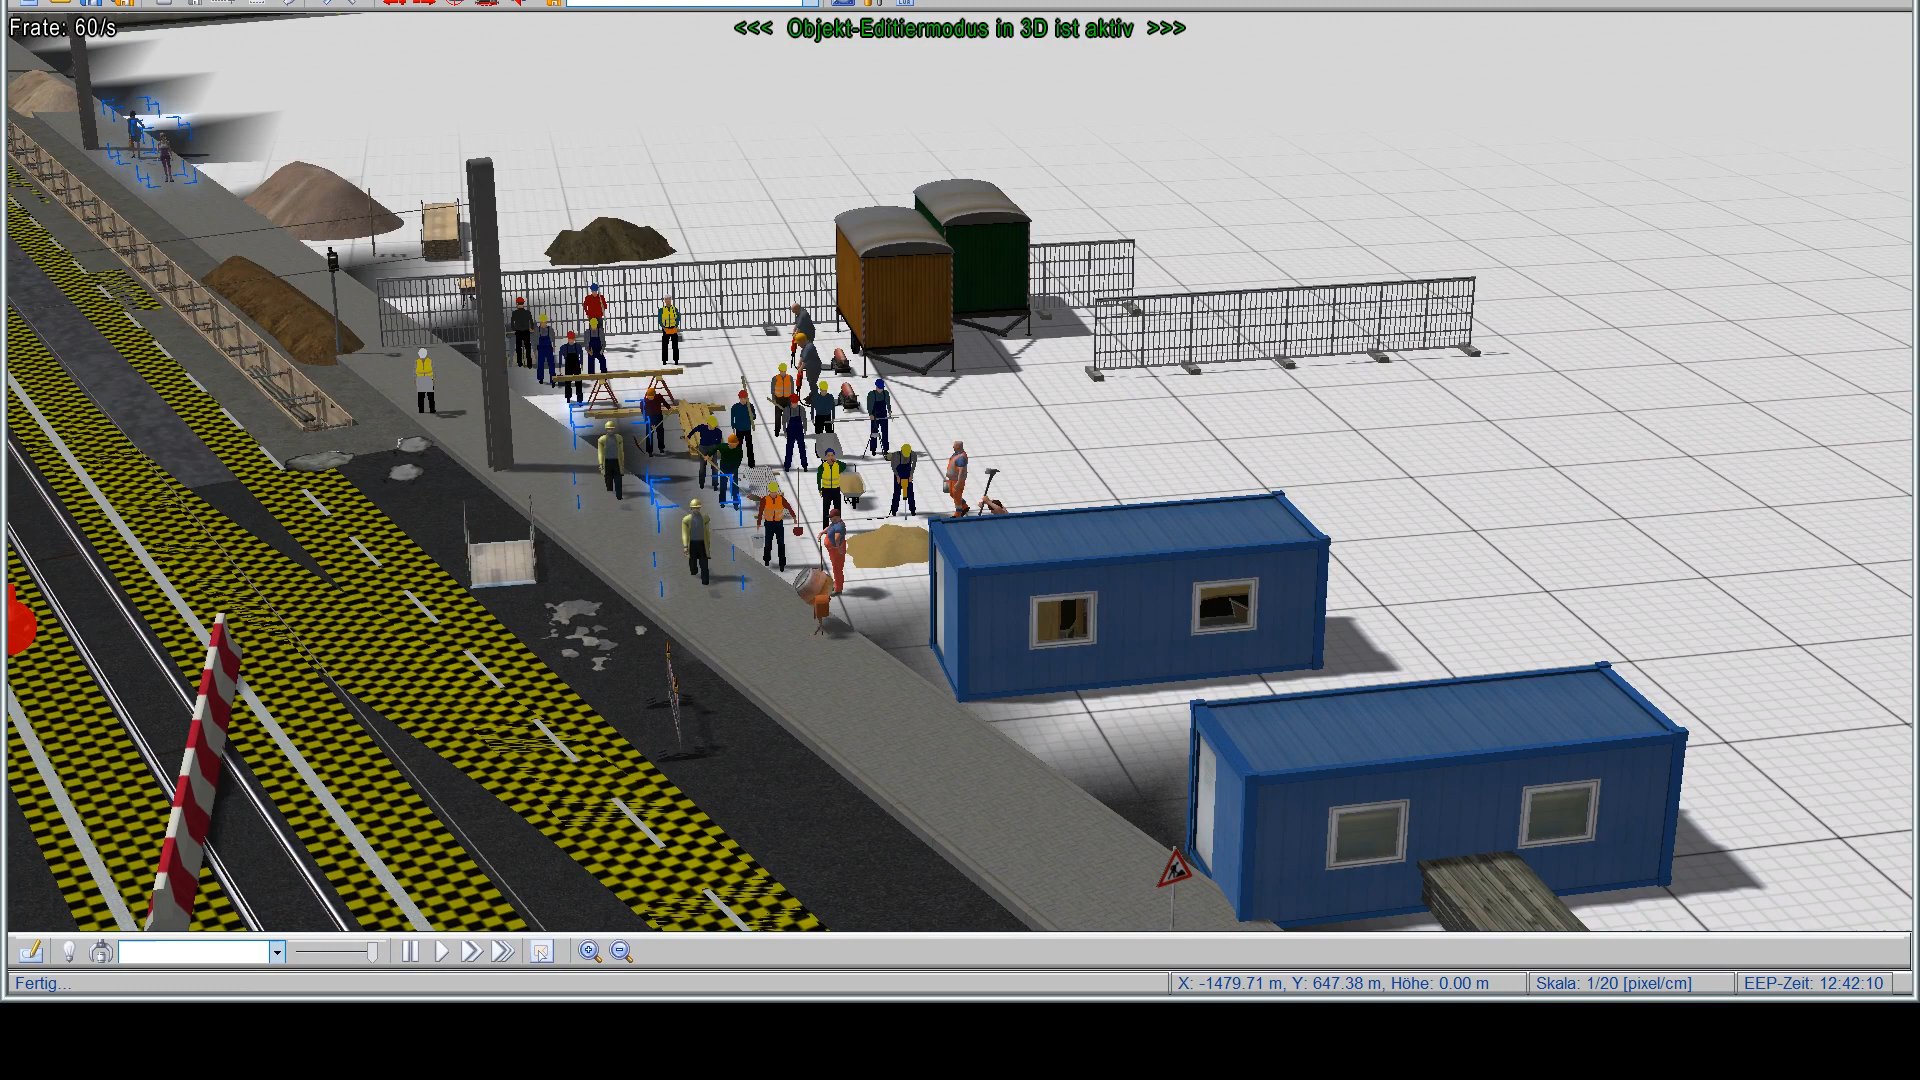 Frate: 60/s
<<< Objekt-Editiermodus in 3D ist aktiv >>>
Fertig...
X: -1479.71 m, Y: 647.38 m, Höhe: 0.00 m
Skala: 1/20 [pixel/cm]
EEP-Zeit: 12:42:10